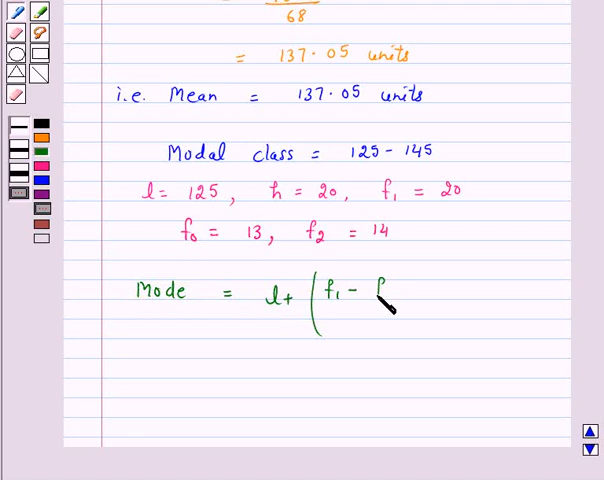 68
= 137.05 units
i.e. Mean = 137.05 units
Modal class = 125 - 145
l = 125, h = 20, f₁ = 20
f₀ = 13, f₂ = 14
Mode = l + ( f₁ - f